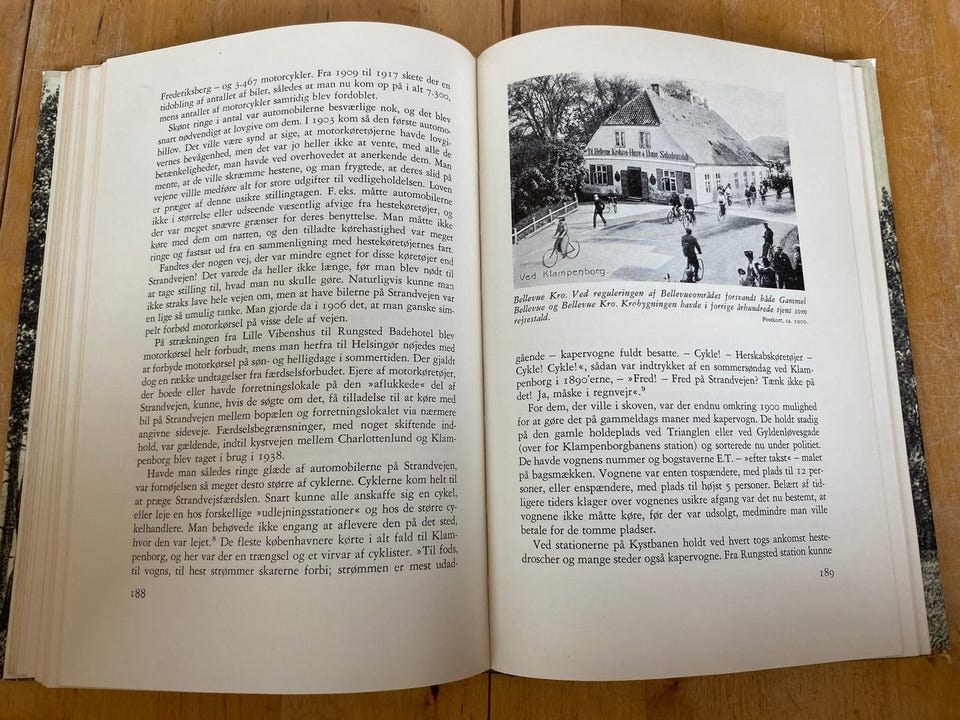 Frederiksberg – og 3.467 motorcykler. Fra 1909 til 1917 skete der en
tidobling af antallet af biler, således at man nu kom op på i alt 7.300,
mens antallet af motorcykler samtidig blev fordoblet.
Skønt ringe i antal var automobilerne besværlige nok, og det blev
snart nødvendigt at lovgive om dem. I 1903 kom så den første automo-
billov. Det ville være synd at sige, at motorkøretøjerne havde lovgi-
vernes bevågenhed, men det var jo heller ikke at vente, med alle de
betænkeligheder, man havde ved overhovedet at anerkende dem. Man
mente, at de ville skræmme hestene, og man frygtede, at deres slid på
vejene villle medføre alt for store udgifter til vedligeholdelsen. Loven
er præget af denne usikre stillingtagen. F. eks. måtte automobilerne
ikke i størrelse eller udseende væsentlig afvige fra hestekøretøjer, og
der var meget snævre grænser for deres benyttelse. Man måtte ikke
køre med dem om natten, og den tilladte kørehastighed var meget
ringe og fastsat ud fra en sammenligning med hestekøretøjernes fart.
Fandtes der nogen vej, der var mindre egnet for disse køretøjer end
Strandvejen! Det varede da heller ikke længe, før man blev nødt til
at tage stilling til, hvad man nu skulle gøre. Naturligvis kunne man
ikke straks lave hele vejen om, men at have bilerne på Strandvejen var
en lige så umulig tanke. Man gjorde da i 1906 det, at man ganske sim-
pelt forbød motorkørsel på visse dele af vejen.
På strækningen fra Lille Vibenshus til Rungsted Badehotel blev
motorkørsel helt forbudt, mens man herfra til Helsingør nøjedes med
at forbyde motorkørsel på søn- og helligdage i sommertiden. Der gjaldt
dog en række undtagelser fra færdselsforbudet. Ejere af motorkøretøjer,
der boede eller havde forretningslokale på den »aflukkede« del af
Strandvejen, kunne, hvis de søgte om det, få tilladelse til at køre med
bil på Strandvejen mellem bopælen og forretningslokalet via nærmere
angivne sideveje. Færdselsbegrænsninger, med noget skiftende ind-
hold, var gældende, indtil kystvejen mellem Charlottenlund og Klam-
penborg blev taget i brug i 1938.
Havde man således ringe glæde af automobilerne på Strandvejen,
var fornøjelsen så meget desto større af cyklerne. Cyklerne kom helt til
at præge Strandvejsfærdslen. Snart kunne alle anskaffe sig en cykel,
eller leje en hos forskellige »udlejningsstationer« og hos de større cy-
kelhandlere. Man behøvede ikke engang at aflevere den på det sted,
hvor den var lejet.⁸ De fleste københavnere kørte i alt fald til Klam-
penborg, og her var der en trængsel og et virvar af cyklister. »Til fods,
til vogns, til hest strømmer skarerne forbi; strømmen er mest udad-
188
Ved Klampenborg.
Bellevue Kro. Ved reguleringen af Bellevueområdet forsvandt både Gammel
Bellevue og Bellevue Kro. Krobygningen havde i forrige århundrede tjent som
rejsestald.
Postkort, ca. 1900.
gående – kapervogne fuldt besatte. – Cykle! – Herskabskøretøjer –
Cykle! Cykle!«, sådan var indtrykket af en sommersøndag ved Klam-
penborg i 1890'erne, – »Fred! – Fred på Strandvejen? Tænk ikke på
det! Ja, måske i regnvejr«.⁹
For dem, der ville i skoven, var der endnu omkring 1900 mulighed
for at gøre det på gammeldags maner med kapervogn. De holdt stadig
på den gamle holdeplads ved Trianglen eller ved Gyldenløvesgade
(over for Klampenborgbanens station) og sorterede nu under politiet.
De havde vognens nummer og bogstaverne E.T. – »efter takst« – malet
på bagsmækken. Vognene var enten tospændere, med plads til 12 per-
soner, eller enspændere, med plads til højst 5 personer. Belært af tid-
ligere tiders klager over vognenes usikre afgang var det nu bestemt, at
vognene ikke måtte køre, før der var udsolgt, medmindre man ville
betale for de tomme pladser.
Ved stationerne på Kystbanen holdt ved hvert togs ankomst heste-
droscher og mange steder også kapervogne. Fra Rungsted station kunne
189